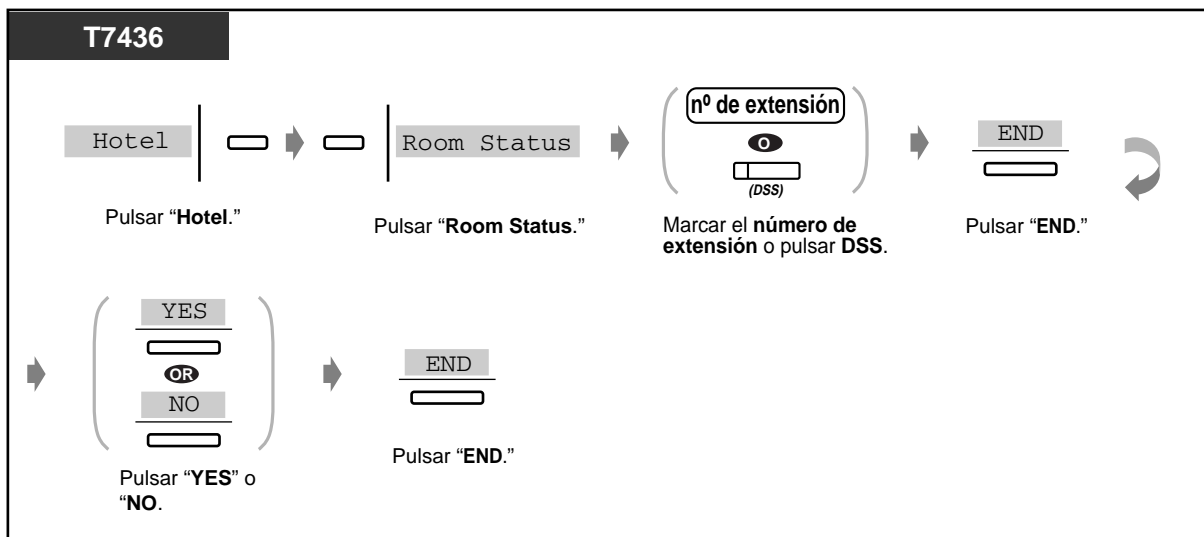 T7436
Hotel
Room Status
nº de extensión
O
(DSS)
END
Pulsar “Hotel.”
Pulsar “Room Status.”
Marcar el número de
extensión o pulsar DSS.
Pulsar “END.”
YES
OR
NO
END
Pulsar “YES” o
“NO.
Pulsar “END.”